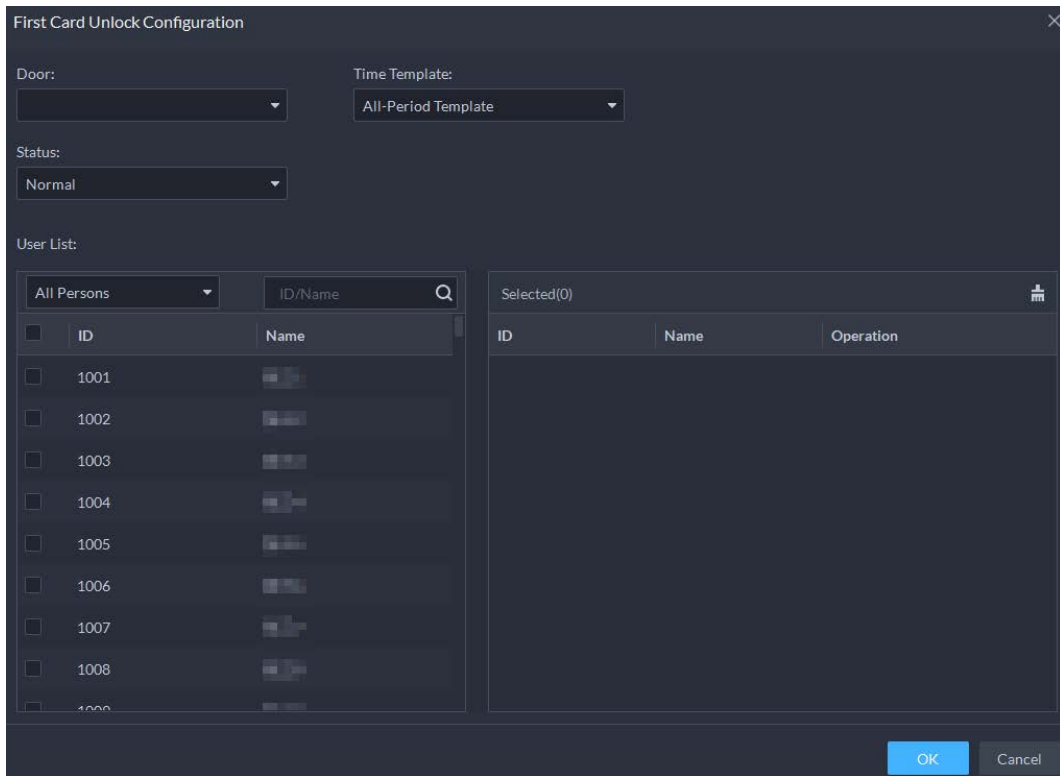 First Card Unlock Configuration
Door:
Time Template:
All-Period Template
Status:
Normal
User List:
All Persons
ID/Name
Selected(0)
ID Name
ID Name Operation
1001
1002
1003
1004
1005
1006
1007
1008
1009
OK Cancel